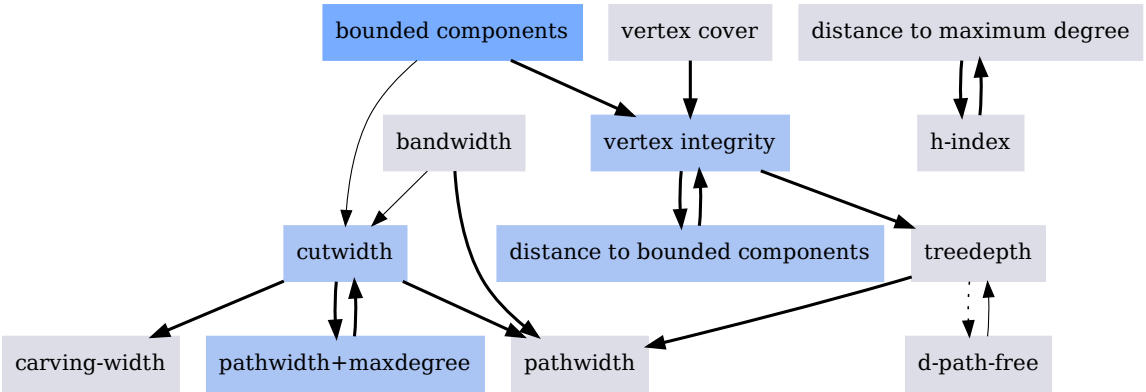 bounded components
vertex cover
distance to maximum degree
bandwidth
vertex integrity
h-index
cutwidth
distance to bounded components
treedepth
carving-width
pathwidth+maxdegree
pathwidth
d-path-free